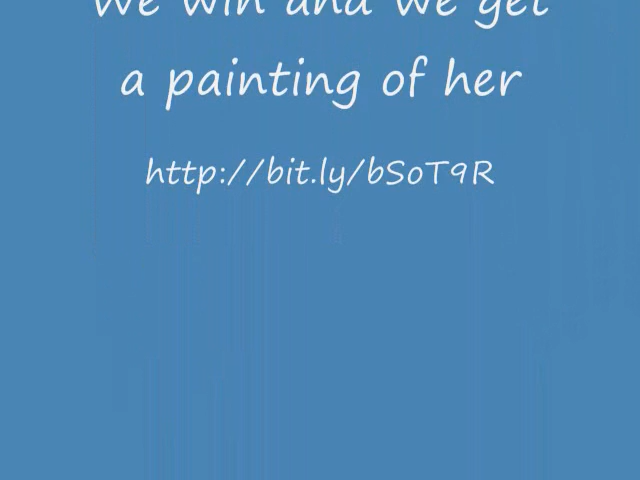 we win and we get
a painting of her
http://bit.ly/bSoT9R